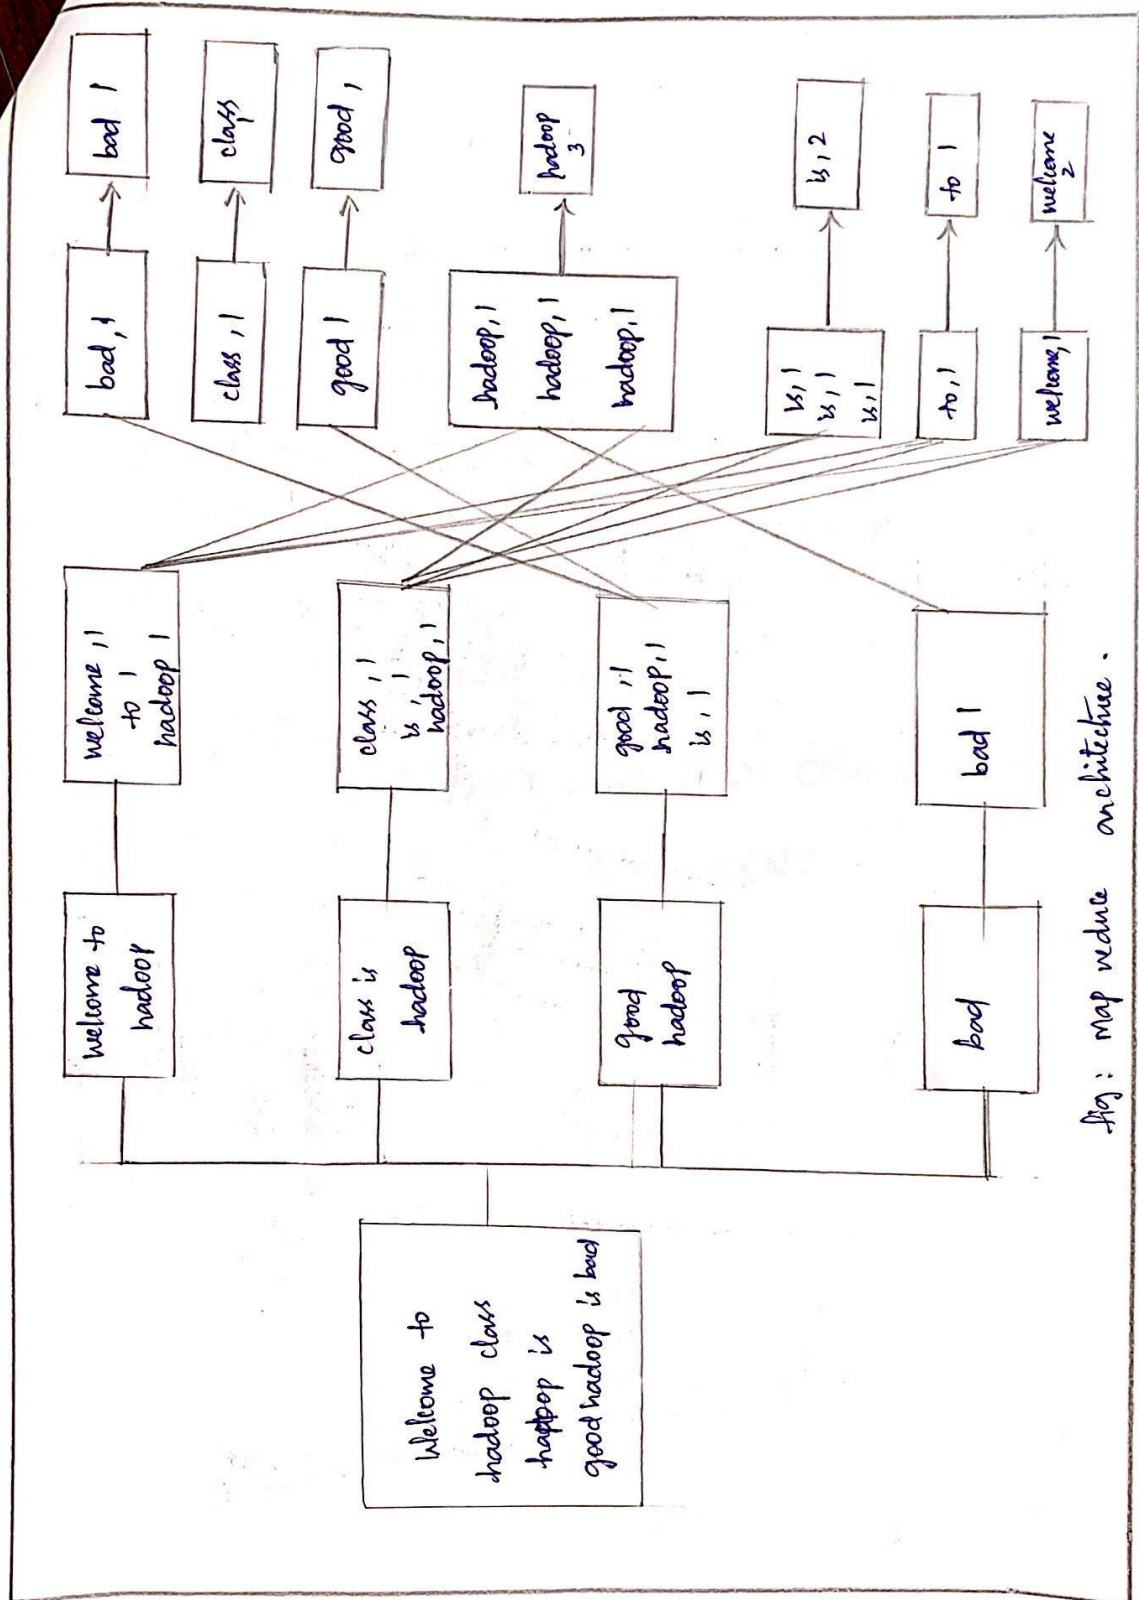 Welcome to
hadoop class
hadoop is
good hadoop is bad
welcome to
hadoop
class is
hadoop
good
hadoop
bad
welcome ,1
to 1
hadoop 1
class ,1
is ,1
hadoop,1
good ,1
hadoop,1
is,1
bad 1
bad,1
class ,1
good 1
hadoop,1
hadoop,1
hadoop,1
is,1
is,1
is,1
to,1
welcome,1
bad 1
class,
good ,
hadoop
3
is,2
to 1
welcome
2
fig: Map reduce architecture.